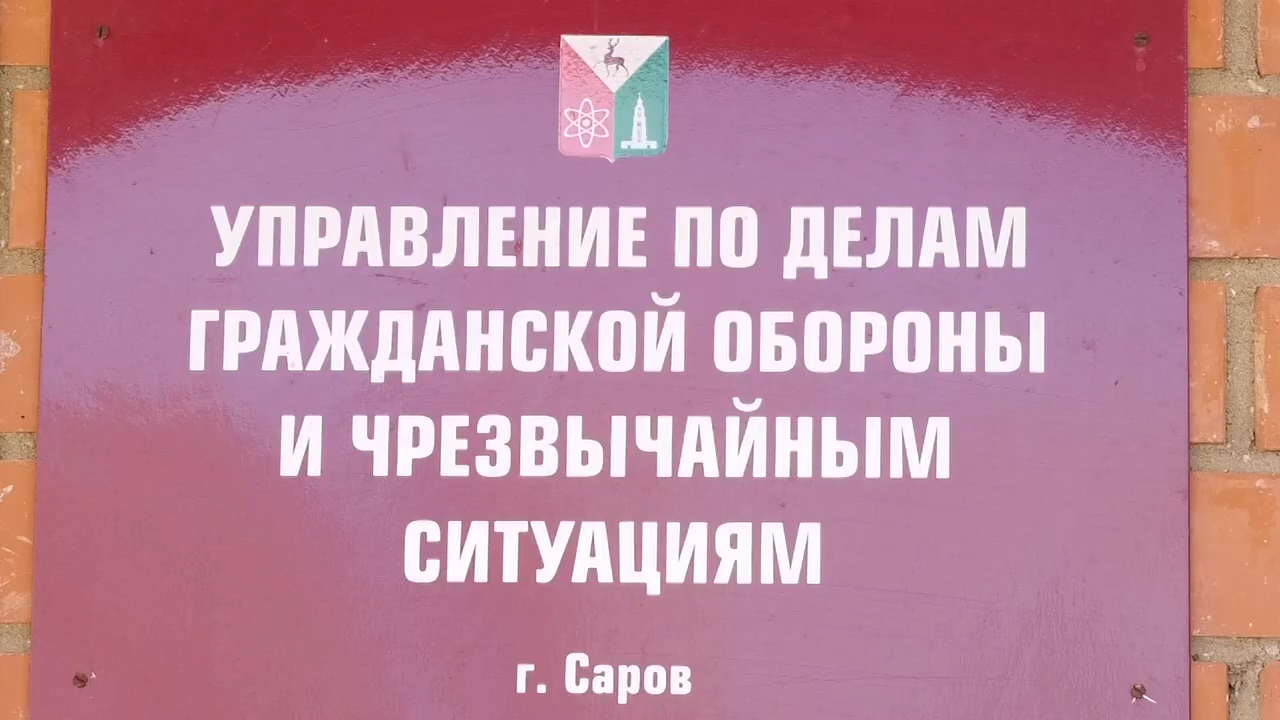 УПРАВЛЕНИЕ ПО ДЕЛАМ
ГРАЖДАНСКОЙ ОБОРОНЫ
И ЧРЕЗВЫЧАЙНЫМ
СИТУАЦИЯМ
г. Саров